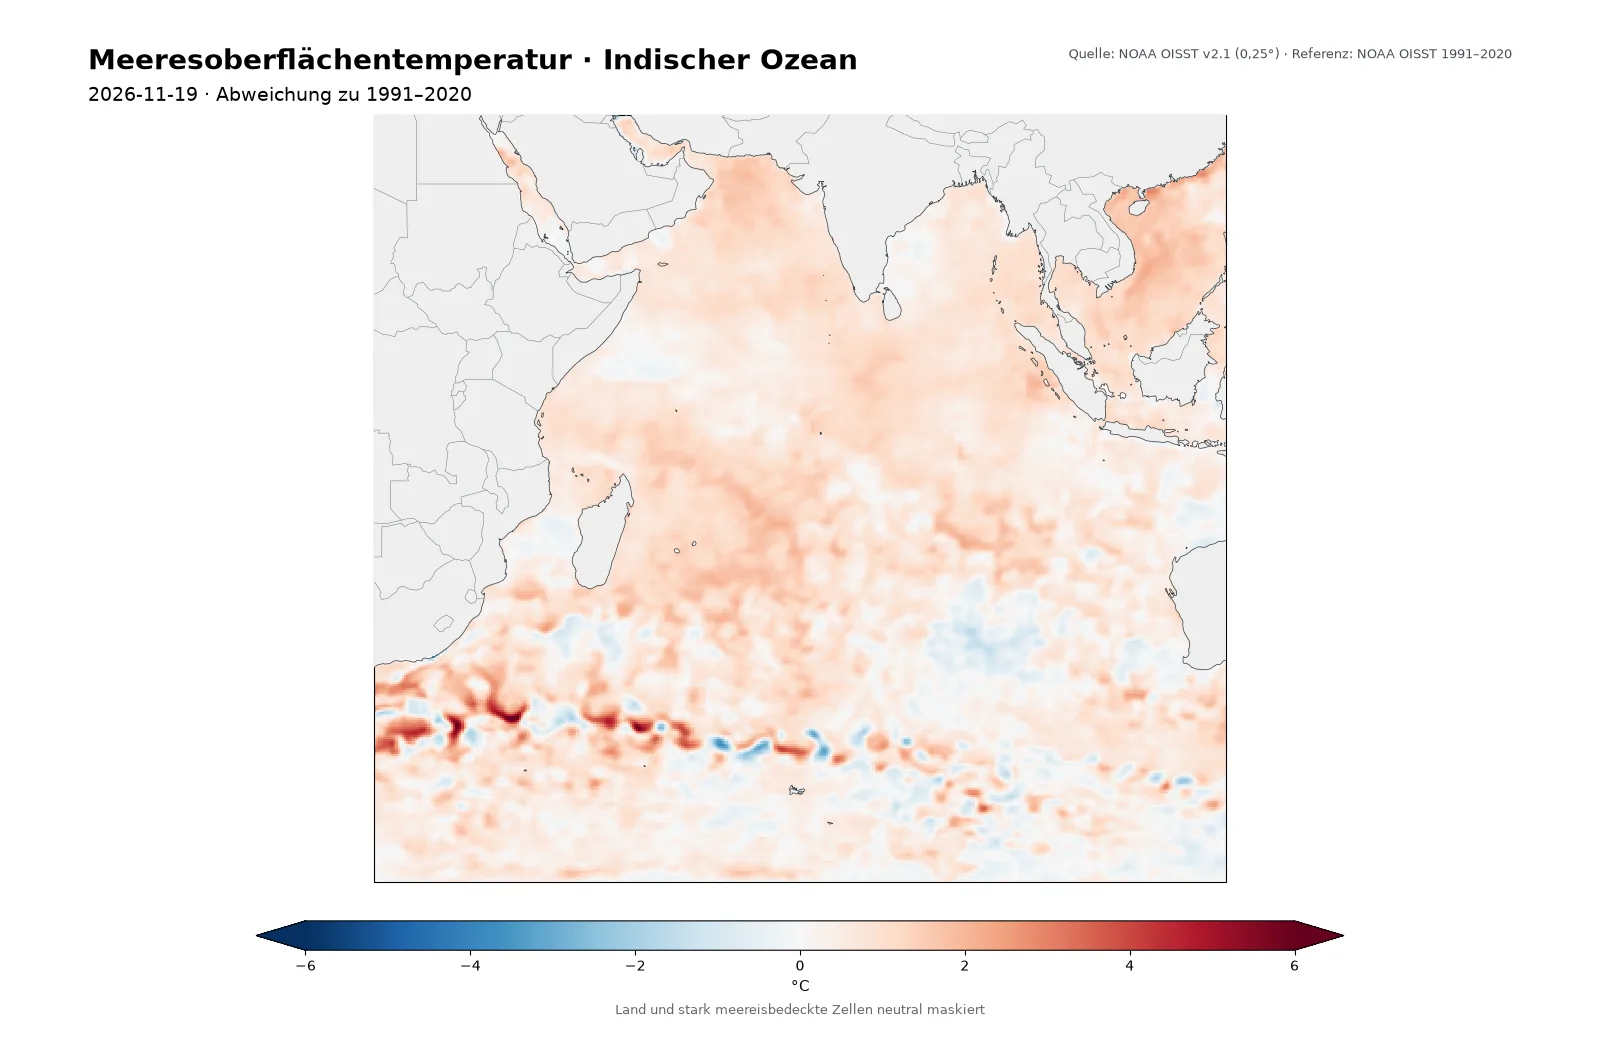 Meeresoberflächentemperatur · Indischer Ozean
Quelle: NOAA OISST v2.1 (0,25°) · Referenz: NOAA OISST 1991–2020
2026-11-19 · Abweichung zu 1991–2020
−6 −4 −2 0 2 4 6
°C
Land und stark meereisbedeckte Zellen neutral maskiert